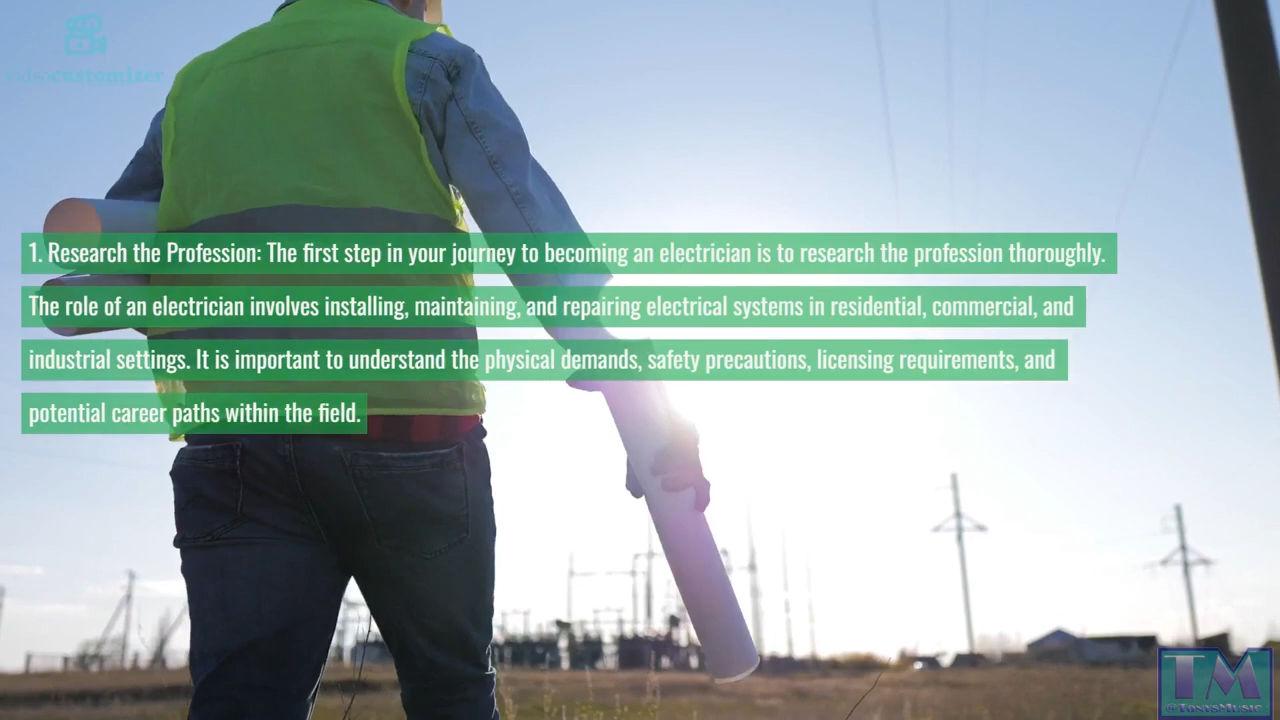 videocustomizer
1. Research the Profession: The first step in your journey to becoming an electrician is to research the profession thoroughly.
The role of an electrician involves installing, maintaining, and repairing electrical systems in residential, commercial, and
industrial settings. It is important to understand the physical demands, safety precautions, licensing requirements, and
potential career paths within the field.
TM
@TonysMusic